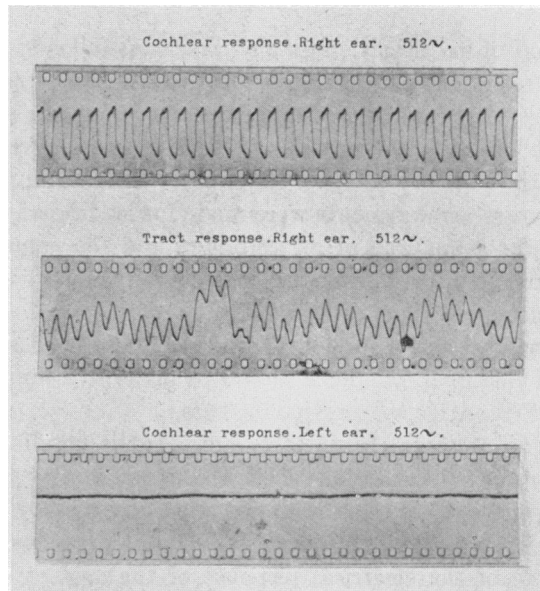 Cochlear response.Right ear. 512~.
Tract response.Right ear. 512~.
Cochlear response.Left ear. 512~.